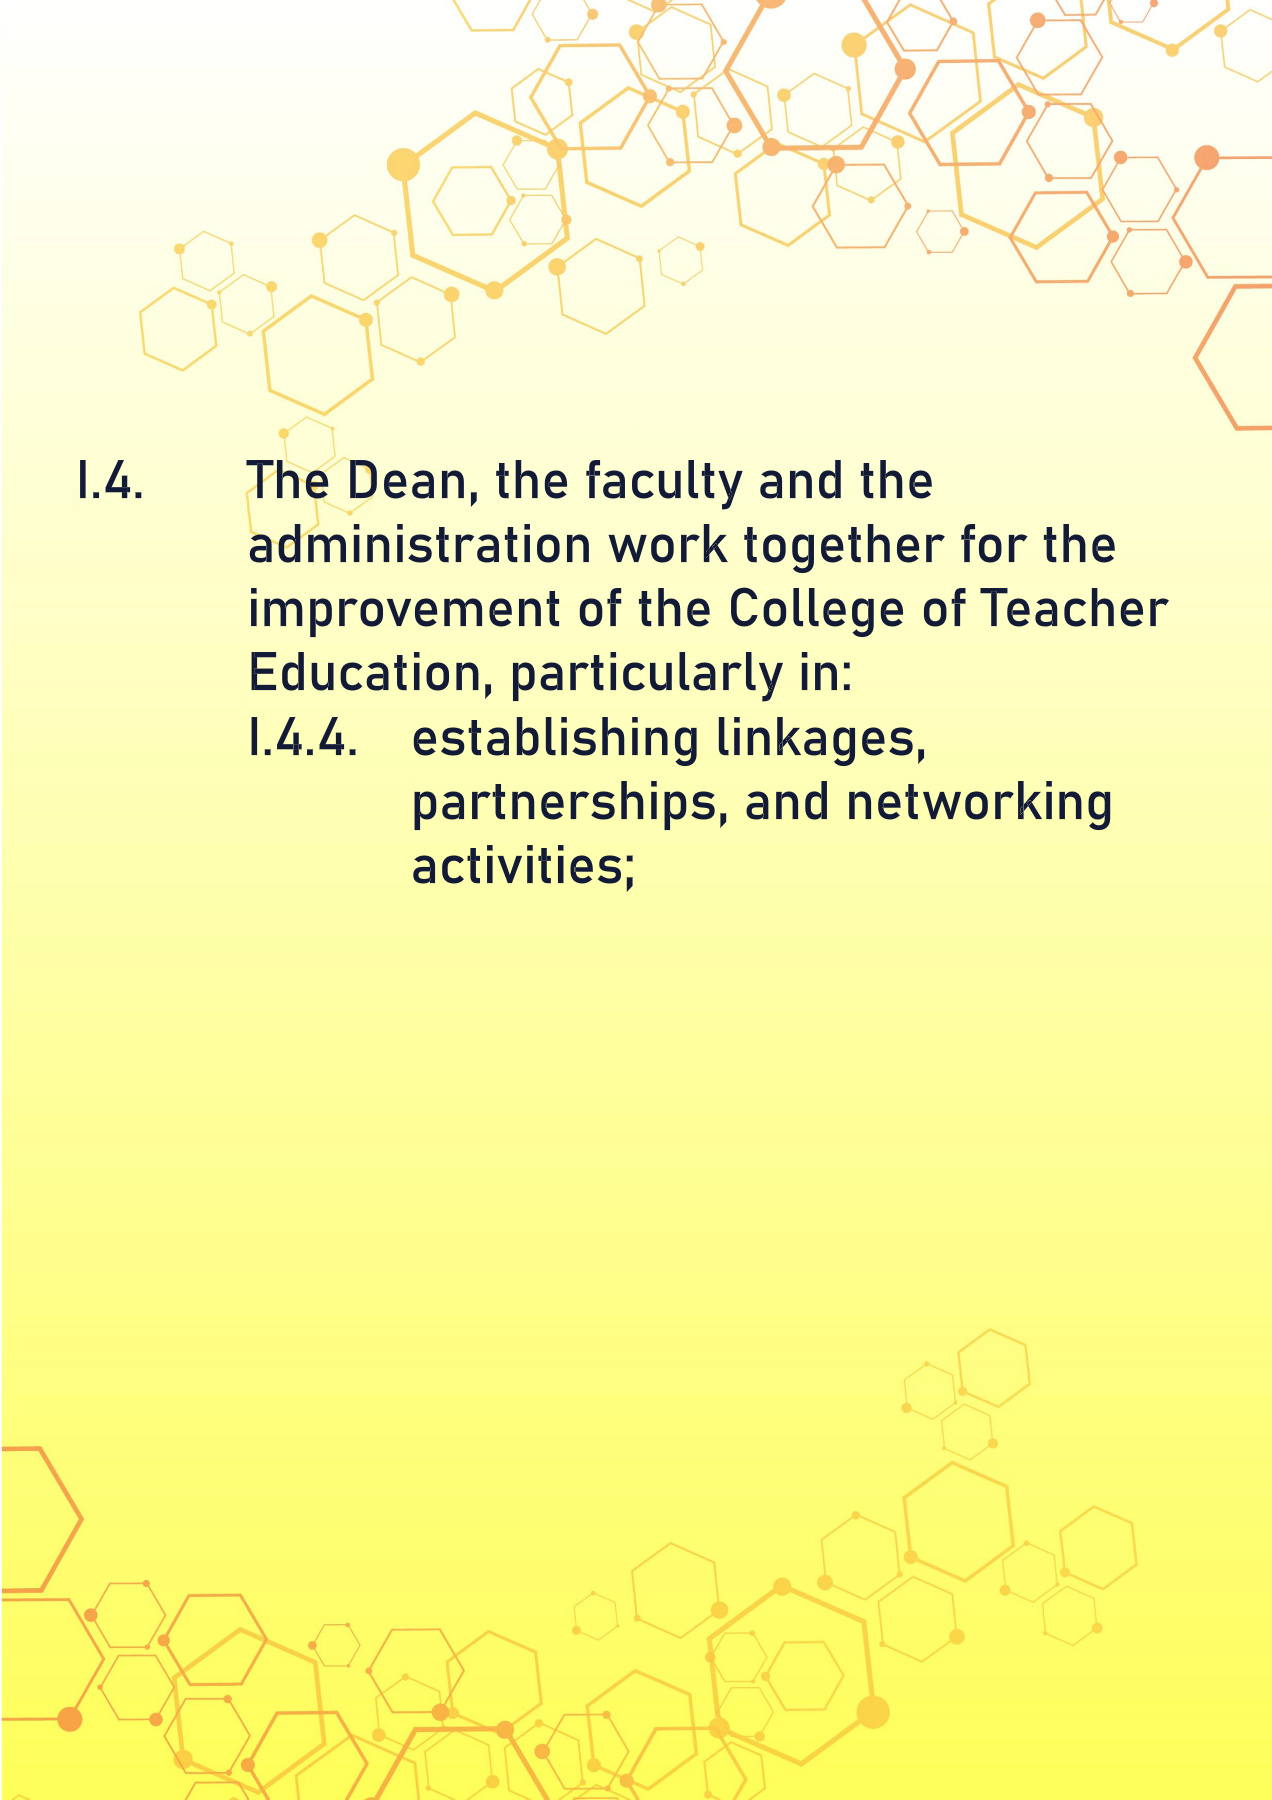 I.4. The Dean, the faculty and the
administration work together for the
improvement of the College of Teacher
Education, particularly in:
I.4.4. establishing linkages,
partnerships, and networking
activities;